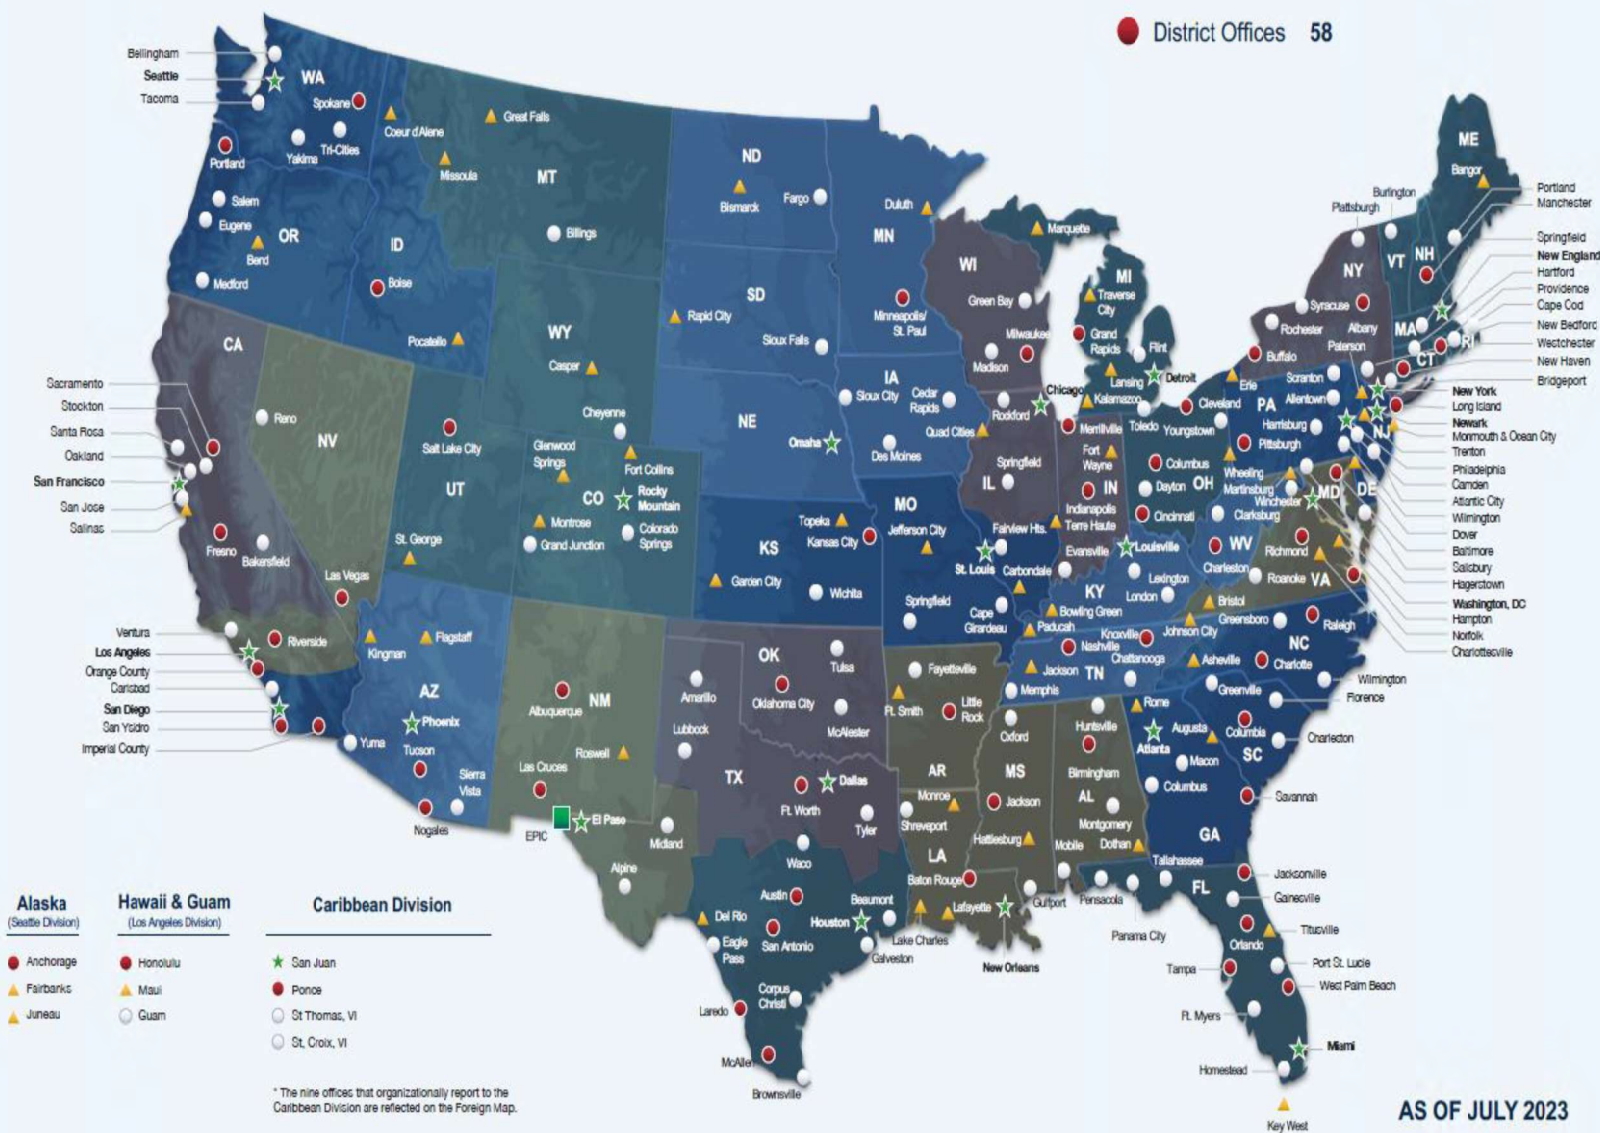 District Offices 58
Bellingham
Seattle
Tacoma
WA
Spokane
Yakima
Tri-Cities
Coeur d'Alene
Great Falls
Missoula
MT
Billings
Portland
Salem
Eugene
OR
Bend
Medford
ID
Boise
Pocatello
ND
Bismarck
Fargo
Duluth
MN
Minneapolis/
St. Paul
SD
Rapid City
Sioux Falls
WY
Casper
Cheyenne
WI
Green Bay
Milwaukee
Madison
Marquette
MI
Traverse
City
Grand
Rapids
Flint
Lansing
Detroit
Kalamazoo
ME
Bangor
Burlington
Plattsburgh
Portland
Manchester
Springfield
New England
Hartford
Providence
Cape Cod
New Bedford
Westchester
New Haven
Bridgeport
New York
Long Island
Newark
Monmouth & Ocean City
Trenton
Philadelphia
Camden
Atlantic City
Wilmington
Dover
Baltimore
Salsbury
Hagerstown
Washington, DC
Hampton
Norfolk
Charlottesville
NY
VT
NH
Syracuse
Rochester
Albany
Buffalo
Paterson
MA
RI
CT
Erie
Scranton
PA
Allentown
Harrisburg
Pittsburgh
NJ
CA
Sacramento
Stockton
Santa Rosa
Oakland
San Francisco
San Jose
Salinas
Fresno
Bakersfield
Reno
NV
Las Vegas
Salt Lake City
UT
St. George
Glenwood
Springs
Fort Collins
CO
Rocky
Mountain
Montrose
Grand Junction
Colorado
Springs
NE
Omaha
IA
Sioux City
Cedar
Rapids
Quad Cities
Des Moines
Chicago
Rockford
IL
Springfield
Fairview Hts.
Carbondale
Merrillville
Fort
Wayne
IN
Indianapolis
Terre Haute
Evansville
Toledo
Cleveland
Youngstown
Columbus
Dayton
OH
Cincinnati
Wheeling
Martinsburg
Winchester
MD
DE
Clarksburg
WV
Charleston
Richmond
Roanoke
VA
Bristol
KS
Topeka
Kansas City
Garden City
Wichita
MO
Jefferson City
St. Louis
Springfield
Cape
Girardeau
Louisville
Lexington
KY
London
Bowling Green
Paducah
Nashville
Knoxville
Johnson City
Chattanooga
Jackson
TN
Memphis
Greensboro
NC
Raleigh
Asheville
Charlotte
Wilmington
Greenville
Florence
Columbia
SC
Charleston
Ventura
Los Angeles
Orange County
Carlsbad
San Diego
San Ysidro
Imperial County
Riverside
Kingman
Flagstaff
AZ
Phoenix
Yuma
Tucson
Sierra
Vista
Nogales
NM
Albuquerque
Roswell
Las Cruces
EPIC
El Paso
Alpine
Midland
OK
Tulsa
Oklahoma City
McAlester
Amarillo
Lubbock
TX
Dallas
Ft. Worth
Tyler
Waco
Austin
Beaumont
Houston
Galveston
San Antonio
Del Rio
Eagle
Pass
Corpus
Christi
Laredo
McAllen
Brownsville
Fayetteville
Ft. Smith
Little
Rock
AR
Monroe
Shreveport
LA
Baton Rouge
Lafayette
Lake Charles
New Orleans
Oxford
MS
Jackson
Hattiesburg
Gulfport
Huntsville
Birmingham
AL
Montgomery
Mobile
Dothan
Rome
Atlanta
Augusta
Macon
Columbus
Savannah
GA
Tallahassee
FL
Pensacola
Panama City
Jacksonville
Ganesville
Titusville
Orlando
Tampa
Port St. Lucie
West Palm Beach
Ft. Myers
Miami
Homestead
Key West
Alaska
(Seattle Division)
Anchorage
Fairbanks
Juneau
Hawaii & Guam
(Los Angeles Division)
Honolulu
Maui
Guam
Caribbean Division
San Juan
Ponce
St Thomas, VI
St. Croix, VI
* The nine offices that organizationally report to the
Caribbean Division are reflected on the Foreign Map.
AS OF JULY 2023